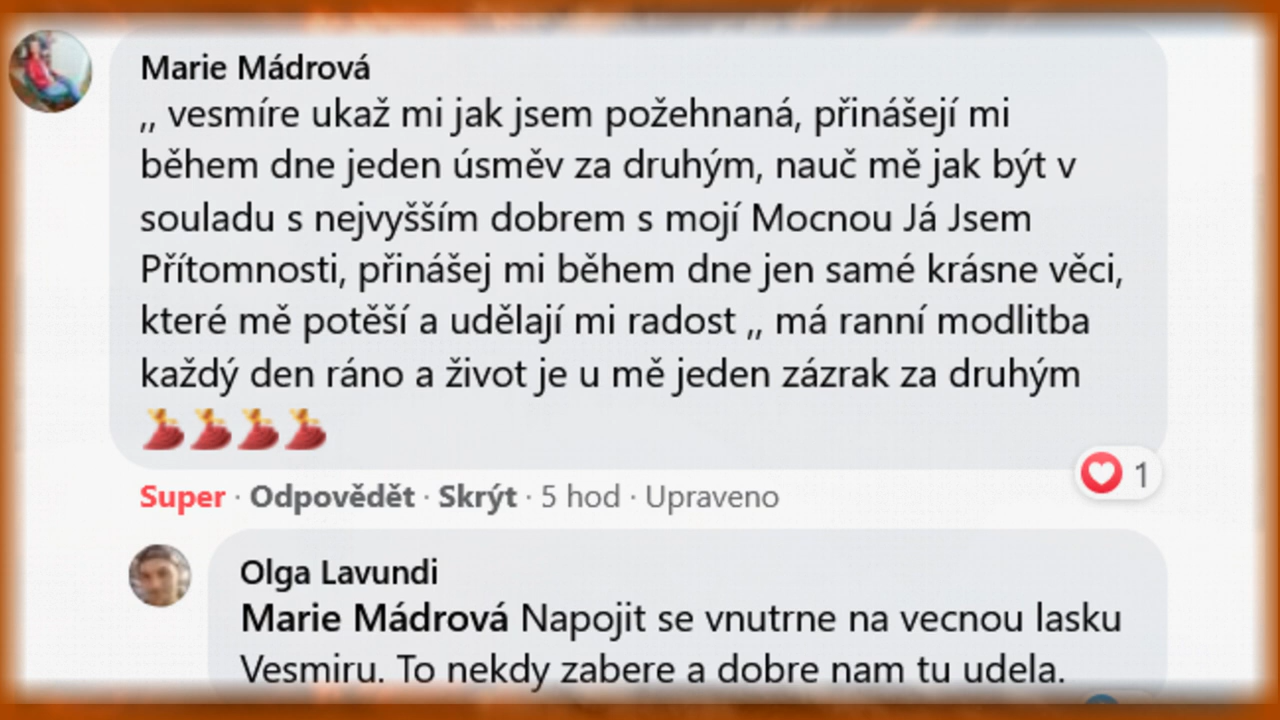 Marie Mádrová
,, vesmíre ukaž mi jak jsem požehnaná, přinášejí mi
během dne jeden úsměv za druhým, nauč mě jak být v
souladu s nejvyšším dobrem s mojí Mocnou Já Jsem
Přítomnosti, přinášej mi během dne jen samé krásne věci,
které mě potěší a udělají mi radost ,, má ranní modlitba
každý den ráno a život je u mě jeden zázrak za druhým
💃💃💃💃
1
Super · Odpovědět · Skrýt · 5 hod · Upraveno
Olga Lavundi
Marie Mádrová Napojit se vnutrne na vecnou lasku
Vesmiru. To nekdy zabere a dobre nam tu udela.